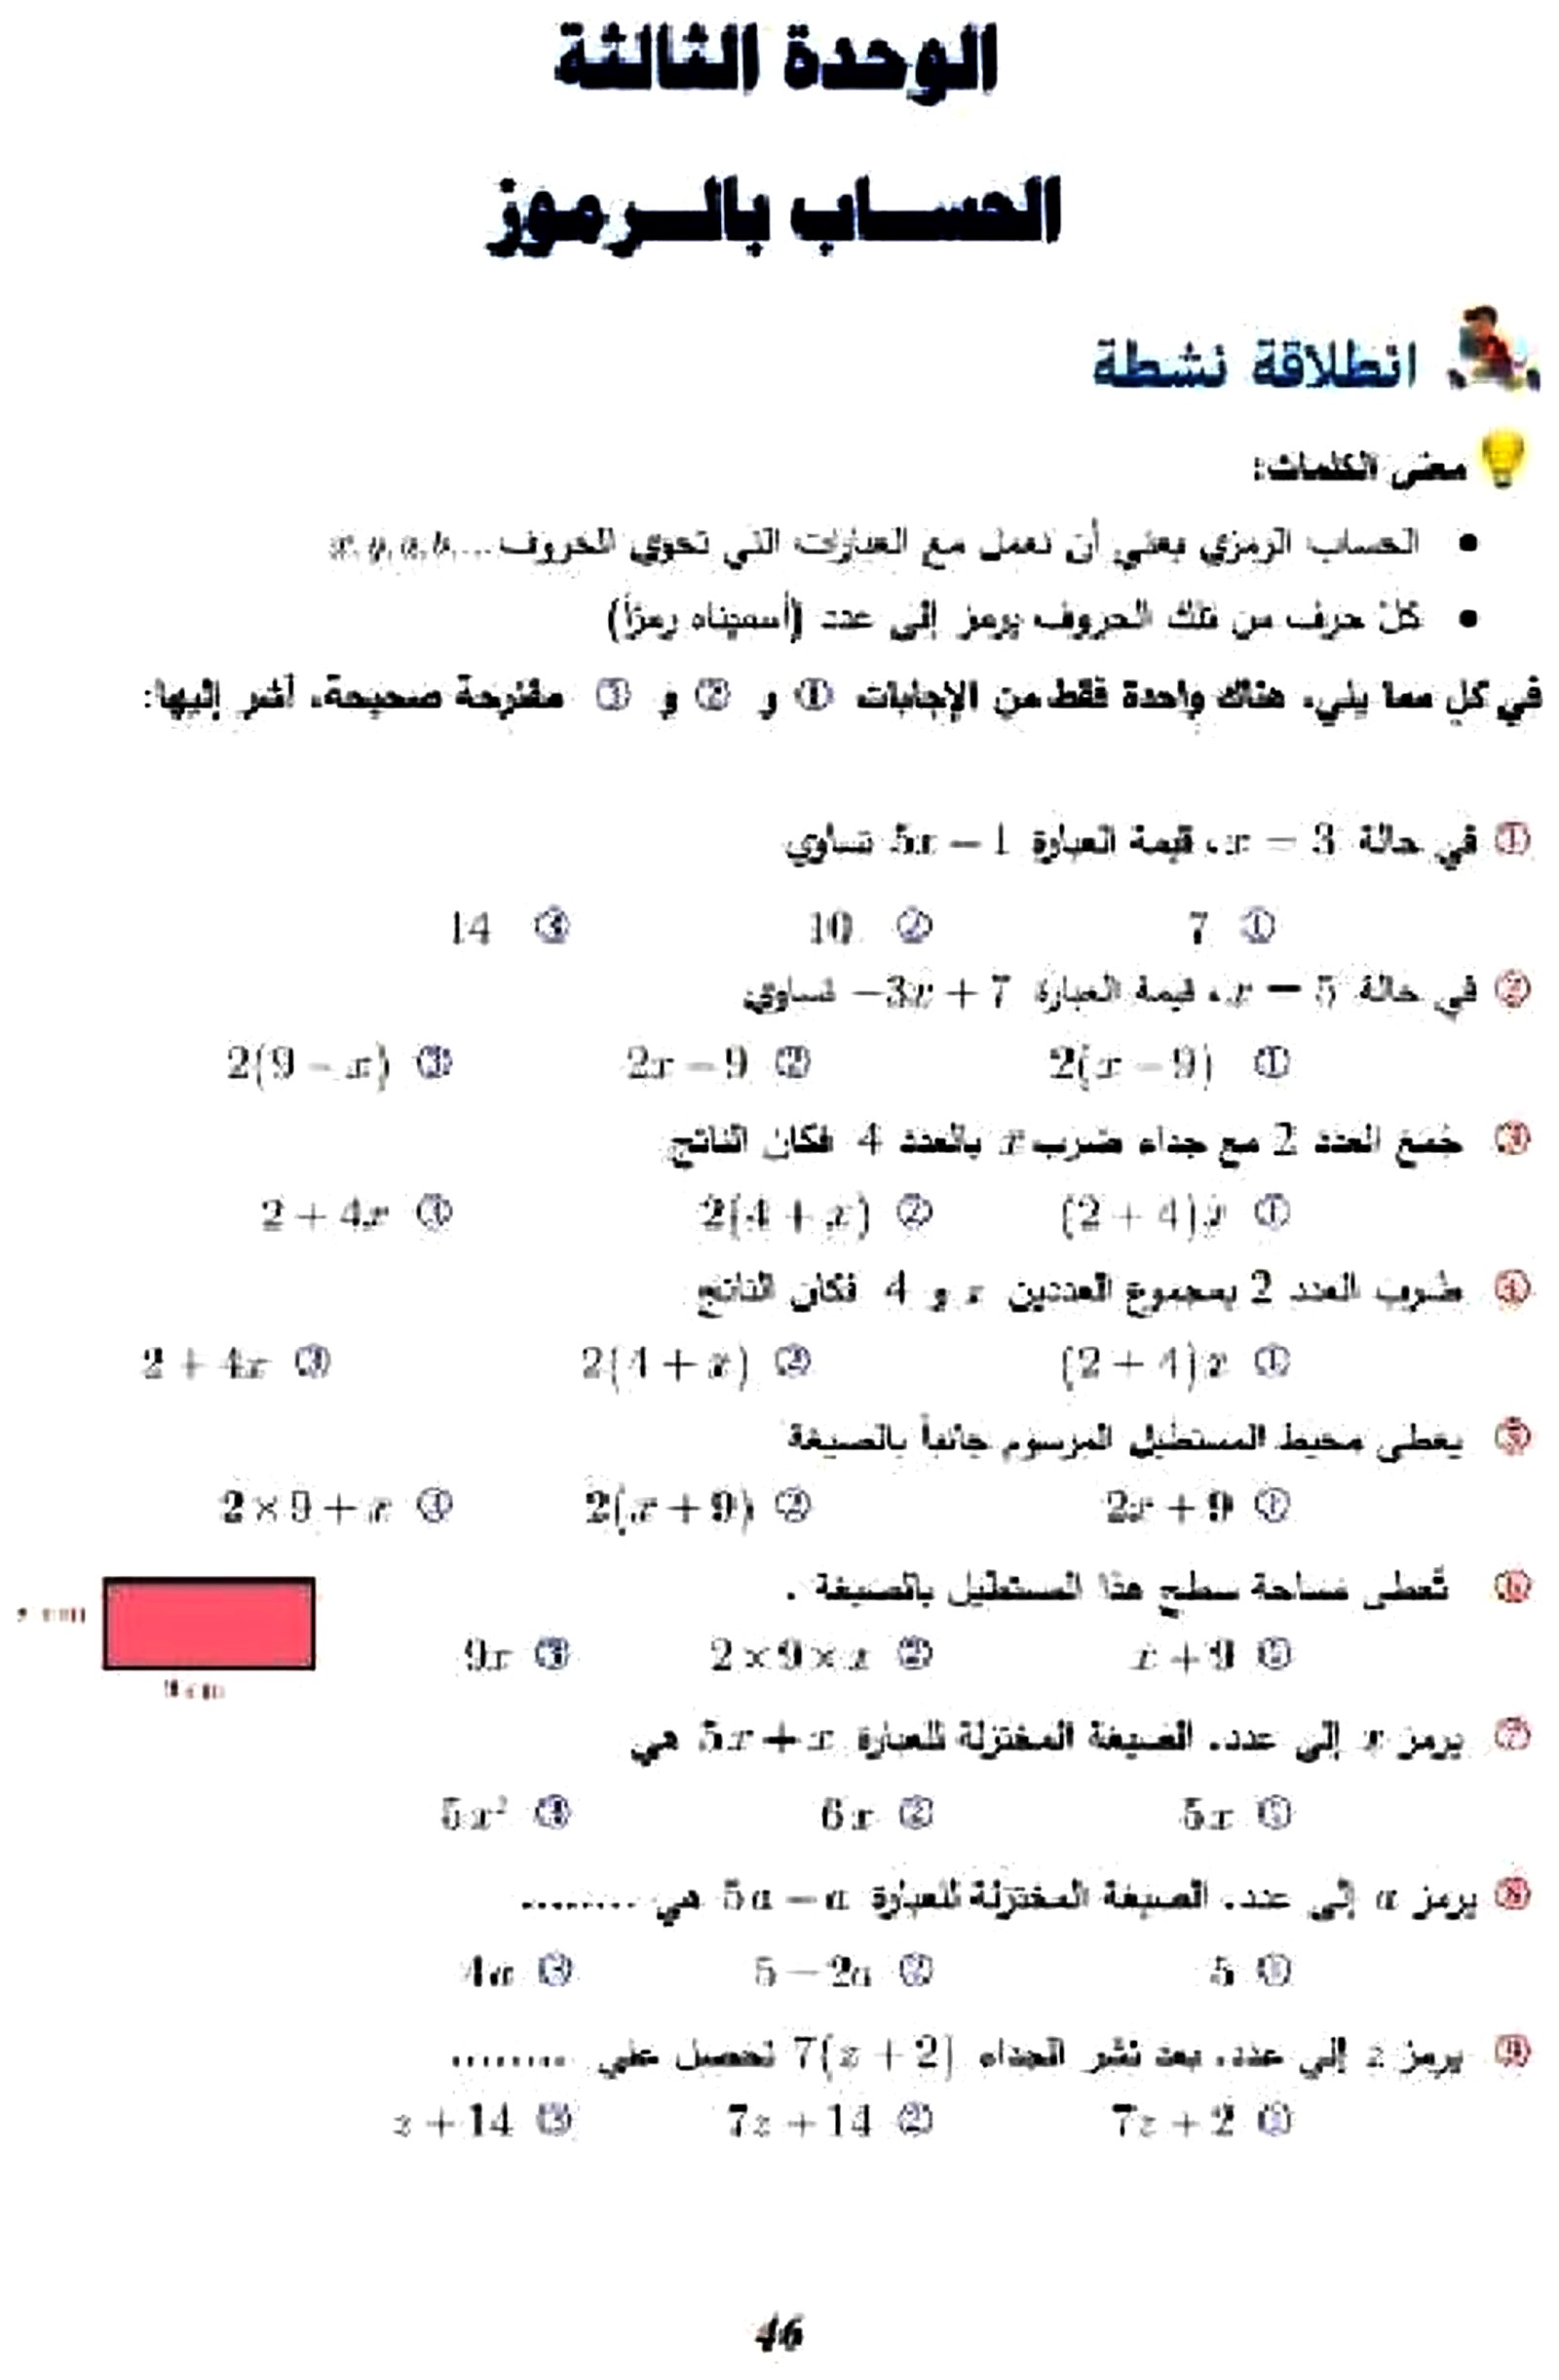 الوحدة الثالثة
الحساب بالرموز
انطلاقة نشطة
معنى الكلمات:
• الحساب الرمزي يعني أن نعمل مع العبارات التي تحوي الحروف x, y, a, b, ...
• كلّ حرف من تلك الحروف يرمز إلى عدد (أسميناه رمزاً)
في كل مما يلي، هناك واحدة فقط من الإجابات ① و ② و ③ مقترحة صحيحة، أشر إليها:
① في حالة x = 3، قيمة العبارة 5x − 1 تساوي
① 7 ② 10 ③ 14
② في حالة x = 5، قيمة العبارة −3x + 7 تساوي
① 2(x − 9) ② 2x − 9 ③ 2(9 − x)
③ جُمع العدد 2 مع جداء ضرب x بالعدد 4 فكان الناتج
① (2 + 4)x ② 2(4 + x) ③ 2 + 4x
④ ضُرب العدد 2 بمجموع العددين x و 4 فكان الناتج
① (2 + 4)x ② 2(4 + x) ③ 2 + 4x
⑤ يعطى محيط المستطيل المرسوم جانباً بالصيغة
① 2x + 9 ② 2(x + 9) ③ 2×9 + x
⑥ تُعطى مساحة سطح هذا المستطيل بالصيغة .
① x + 9 ② 2×9×x ③ 9x
x cm
9 cm
⑦ يرمز x إلى عدد. الصيغة المختزلة للعبارة 5x + x هي
① 5x ② 6x ③ 5x²
⑧ يرمز a إلى عدد. الصيغة المختزلة للعبارة 5a − a هي ........
① 5 ② 5 − 2a ③ 4a
⑨ يرمز z إلى عدد. بعد نشر الجداء 7(z + 2) نحصل على ........
① 7z + 2 ② 7z + 14 ③ z + 14
46